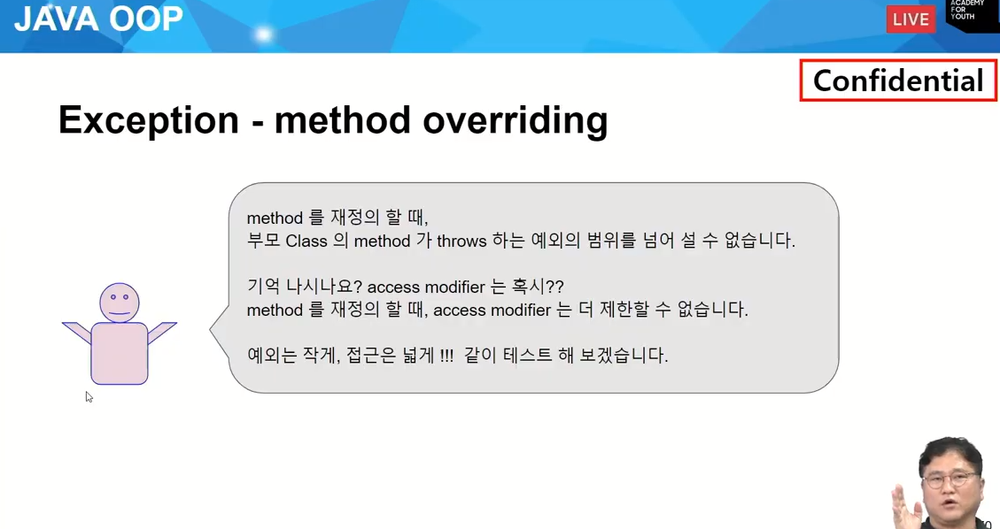 JAVA OOP
LIVE
ACADEMY
FOR
YOUTH
Confidential
Exception - method overriding
method 를 재정의 할 때,
부모 Class 의 method 가 throws 하는 예외의 범위를 넘어 설 수 없습니다.
기억 나시나요? access modifier 는 혹시??
method 를 재정의 할 때, access modifier 는 더 제한할 수 없습니다.
예외는 작게, 접근은 넓게 !!! 같이 테스트 해 보겠습니다.